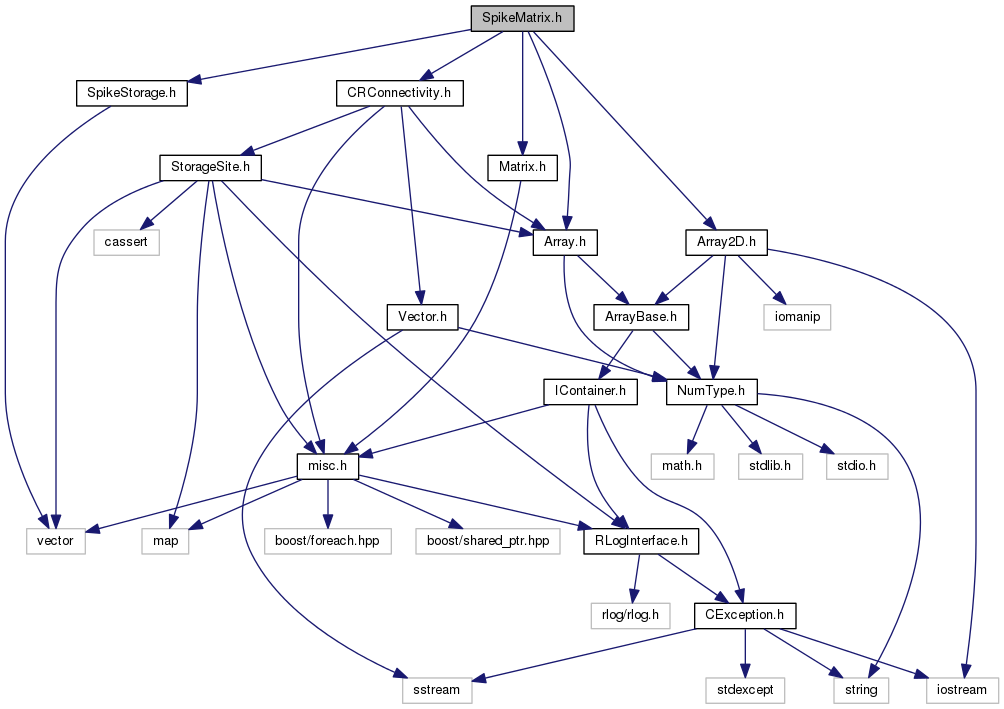 SpikeMatrix.h
SpikeStorage.h
CRConnectivity.h
StorageSite.h
Matrix.h
cassert
Array.h
Array2D.h
Vector.h
ArrayBase.h
iomanip
IContainer.h
NumType.h
misc.h
math.h
stdlib.h
stdio.h
vector
map
boost/foreach.hpp
boost/shared_ptr.hpp
RLogInterface.h
rlog/rlog.h
CException.h
sstream
stdexcept
string
iostream